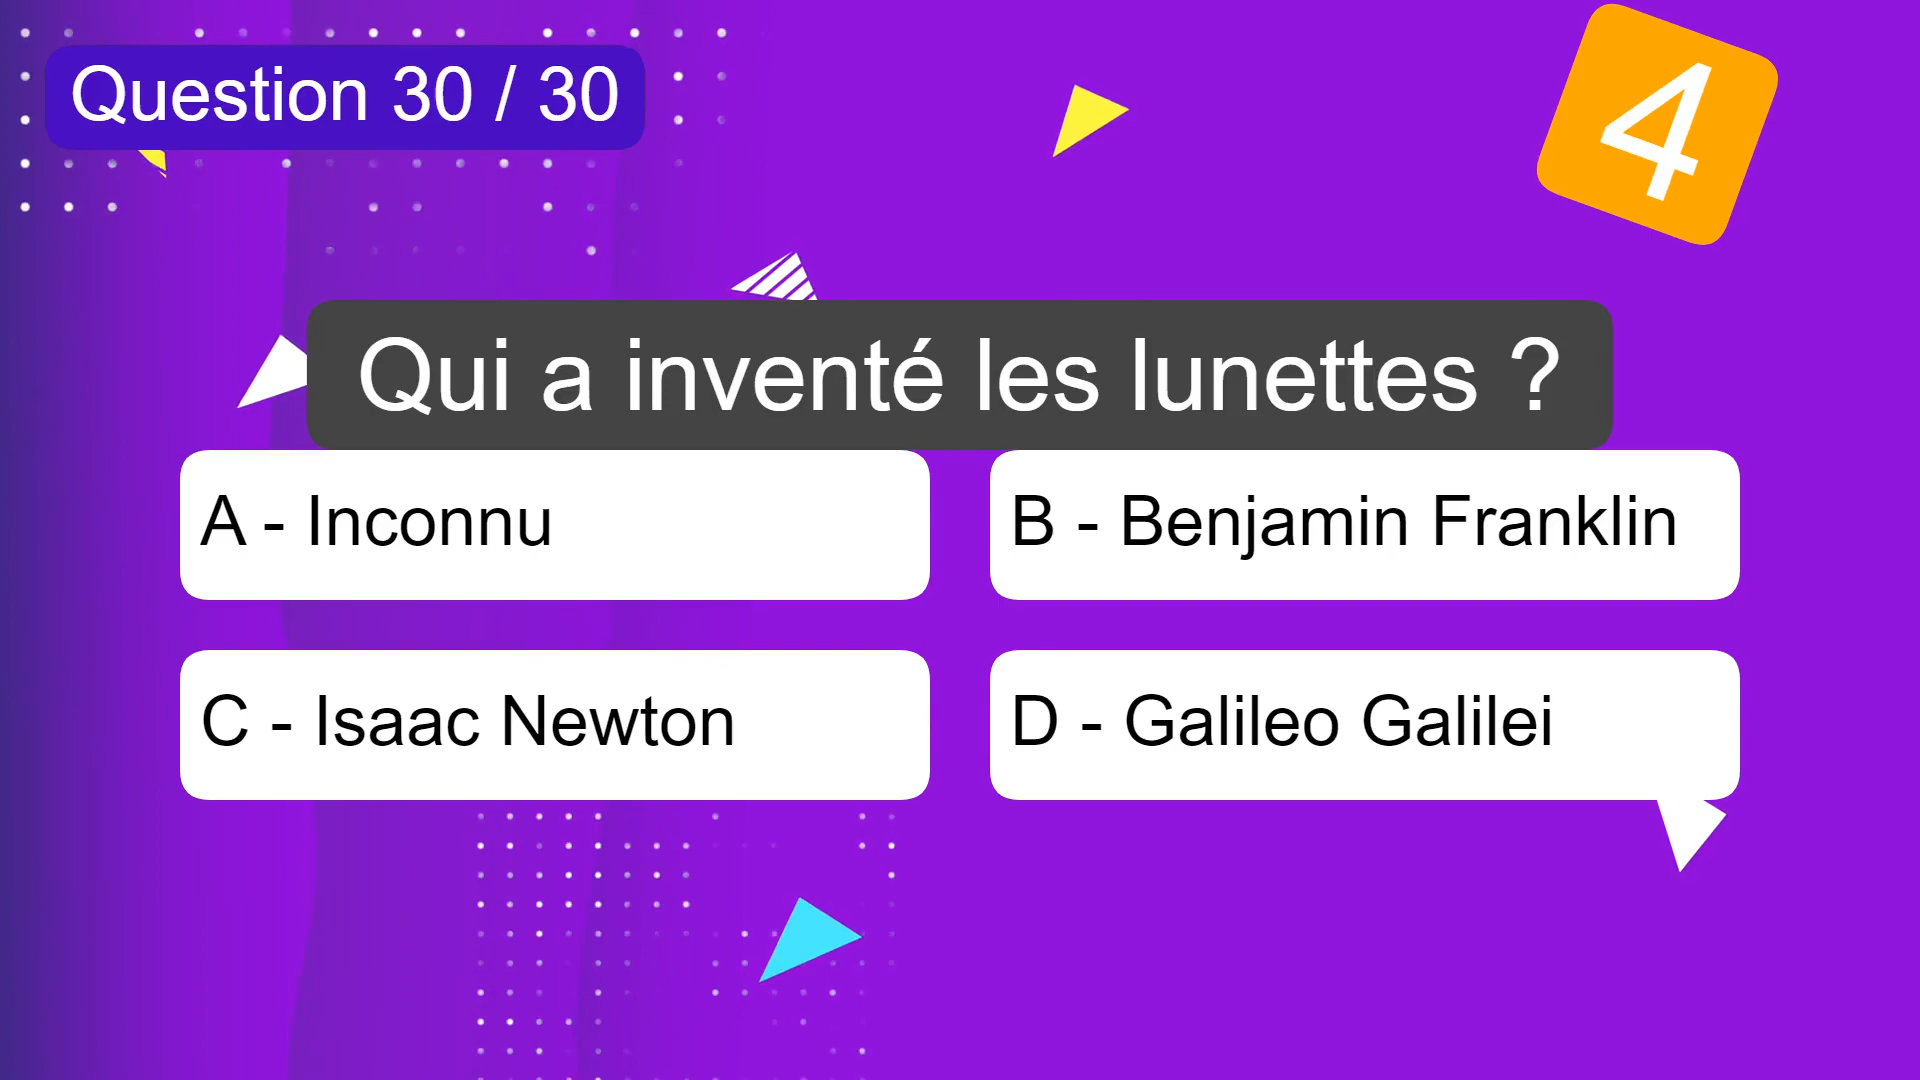 Question 30 / 30
4
Qui a inventé les lunettes ?
A - Inconnu
B - Benjamin Franklin
C - Isaac Newton
D - Galileo Galilei